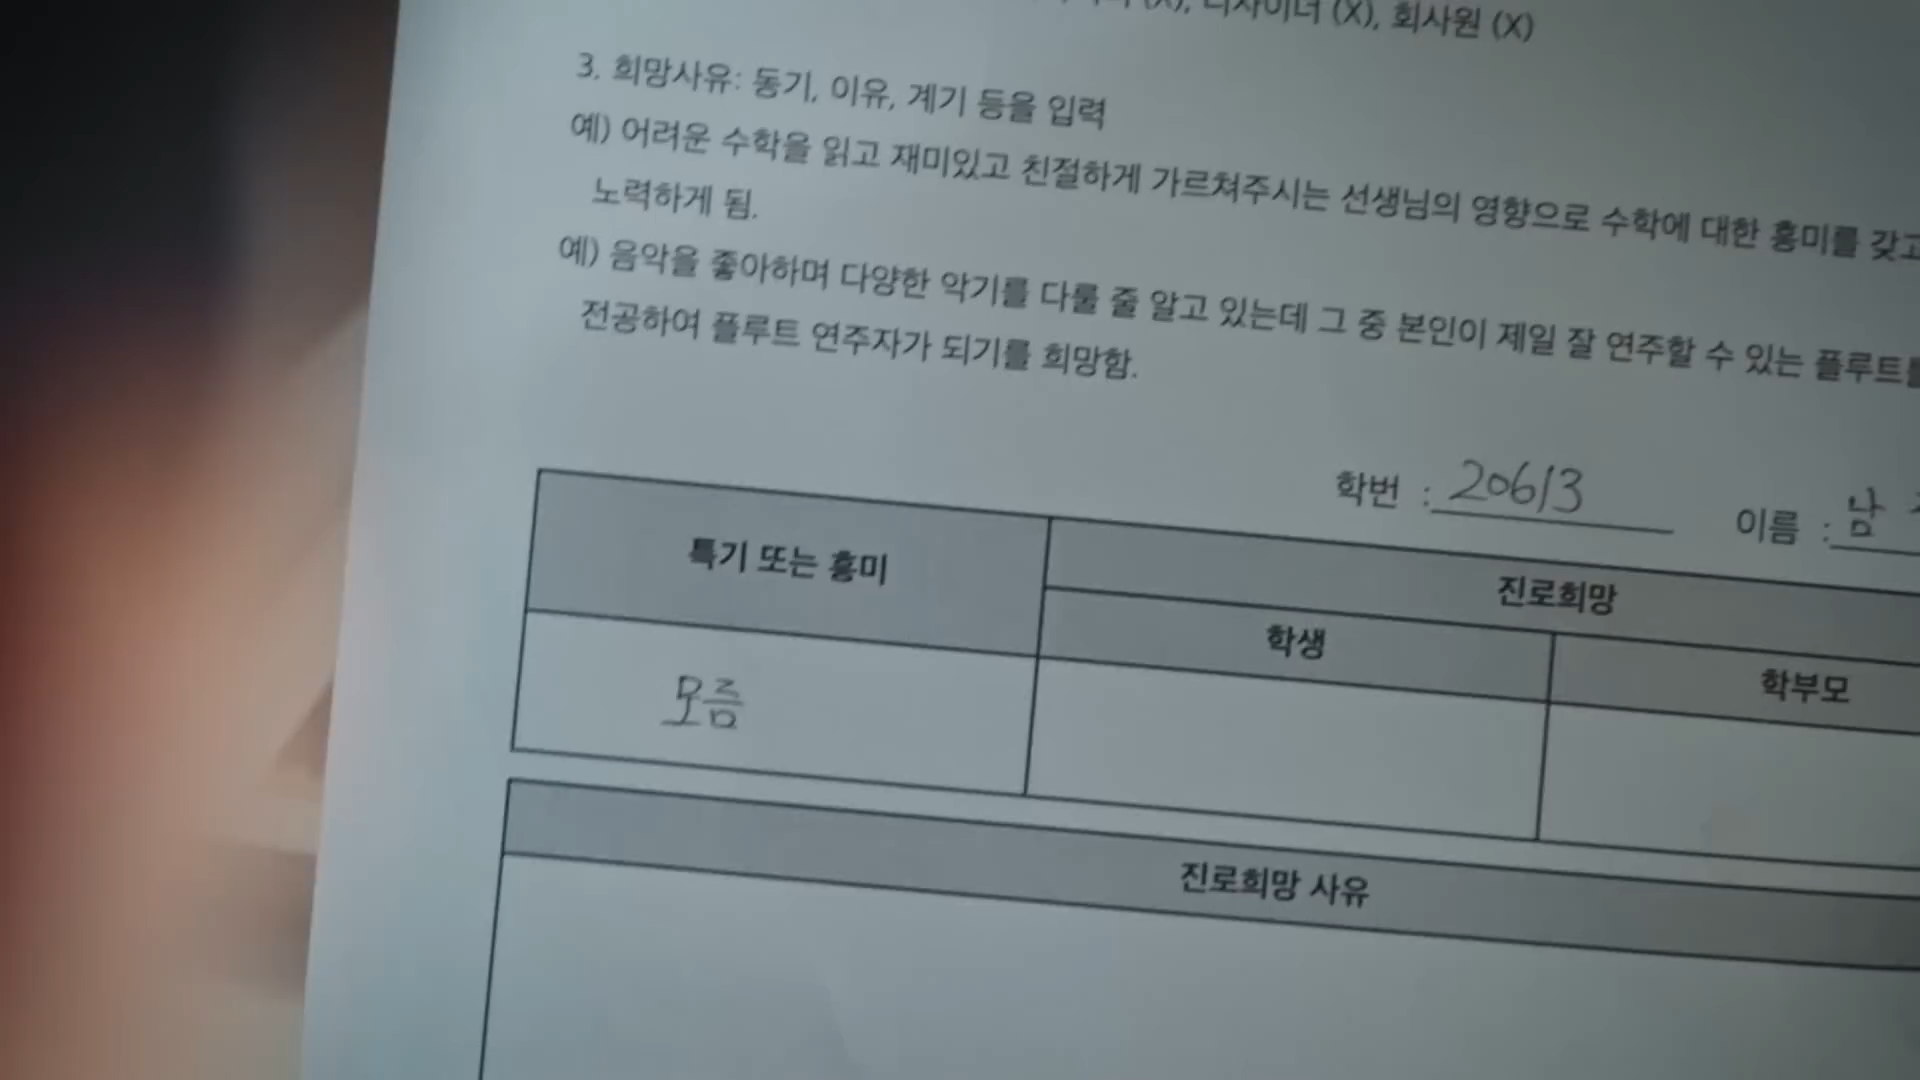 디자이너 (X), 회사원 (X)
3. 희망사유: 동기, 이유, 계기 등을 입력
예) 어려운 수학을 읽고 재미있고 친절하게 가르쳐주시는 선생님의 영향으로 수학에 대한 흥미를 갖고
노력하게 됨.
예) 음악을 좋아하며 다양한 악기를 다룰 줄 알고 있는데 그 중 본인이 제일 잘 연주할 수 있는 플루트를
전공하여 플루트 연주자가 되기를 희망함.
학번 : 20613 이름 : 남
특기 또는 흥미
진로희망
학생
학부모
모름
진로희망 사유